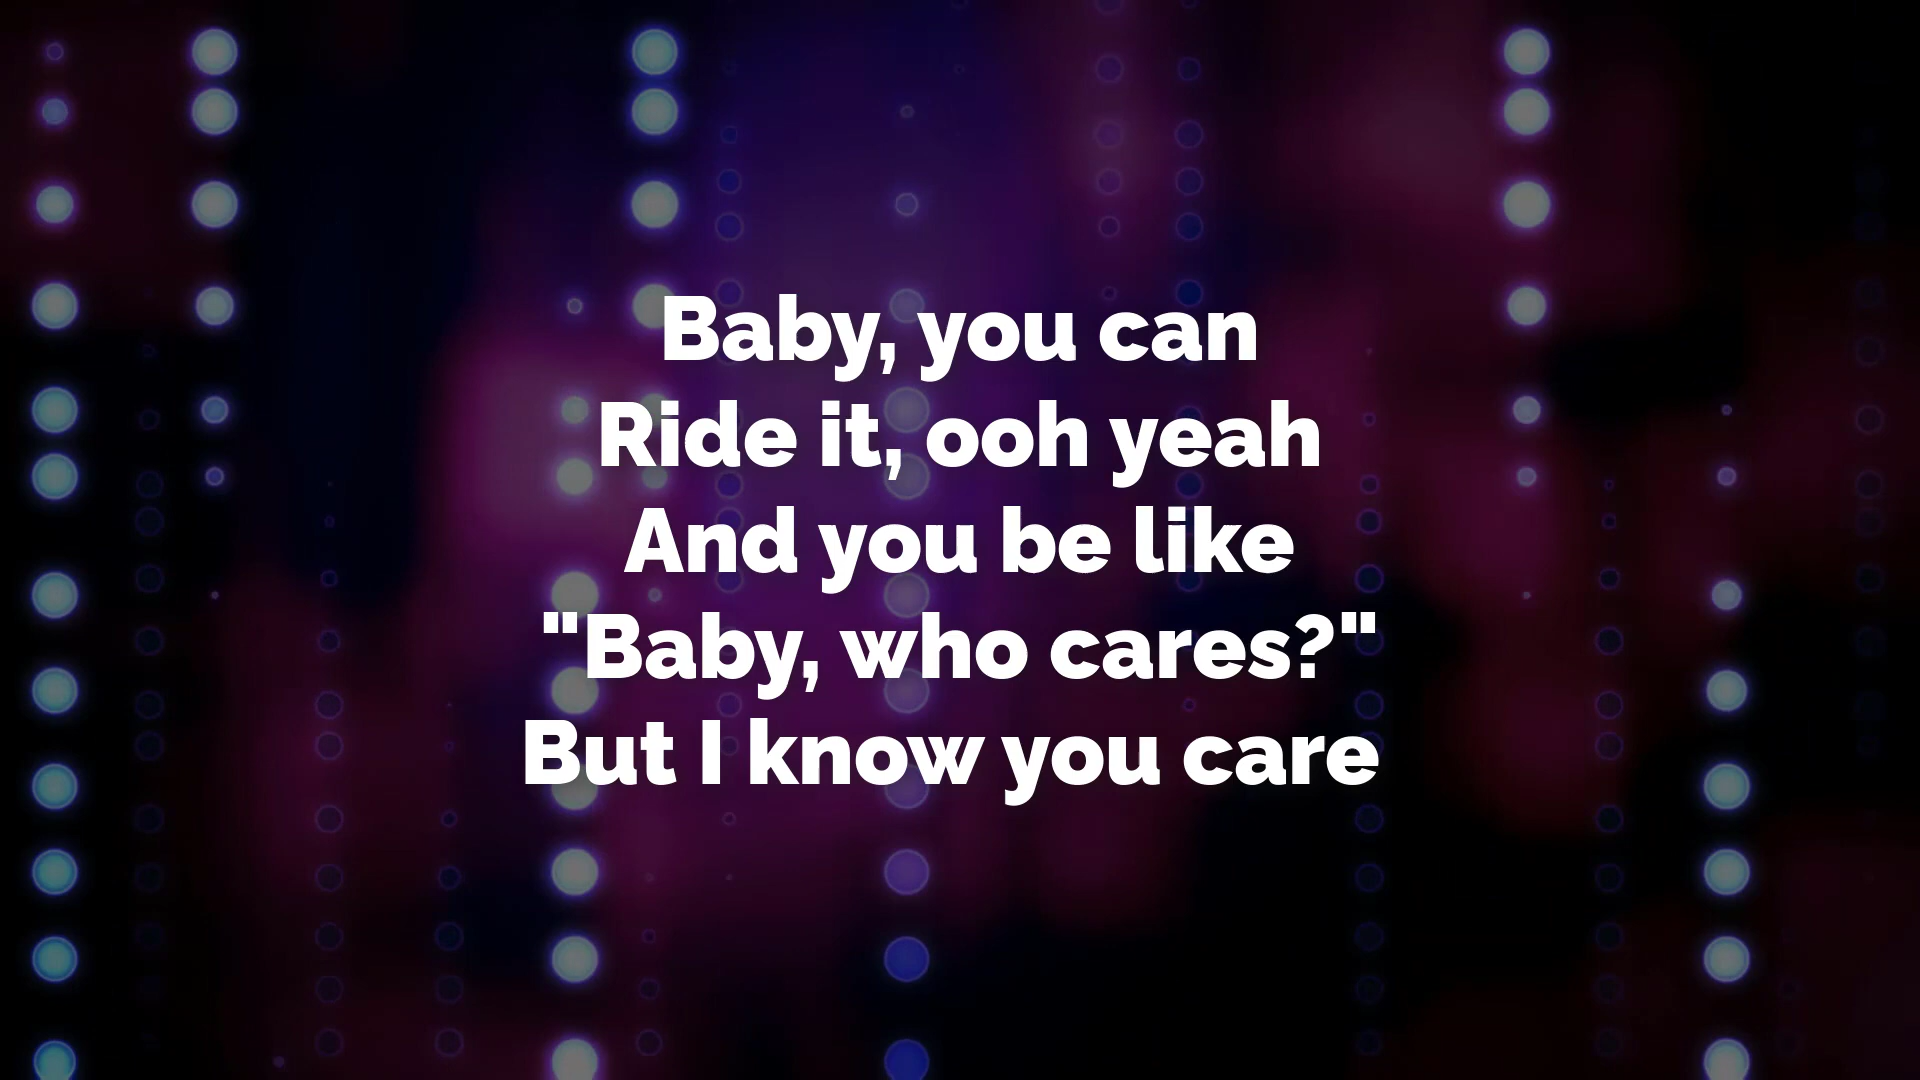 Baby, you can
Ride it, ooh yeah
And you be like
"Baby, who cares?"
But I know you care